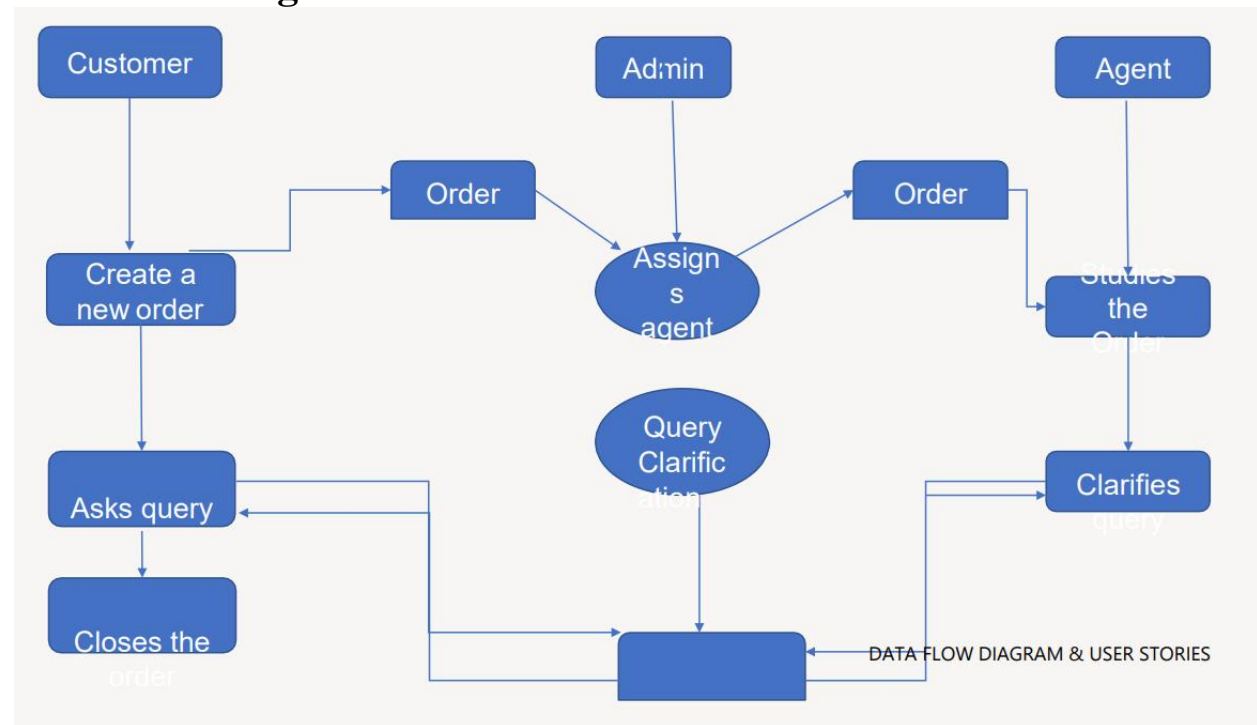 Customer
Admin
Agent
Order
Order
Create a
new order
Assign
s
agent
Studies
the
Order
Query
Clarific
ation
Asks query
Clarifies
query
Closes the
order
DATA FLOW DIAGRAM & USER STORIES